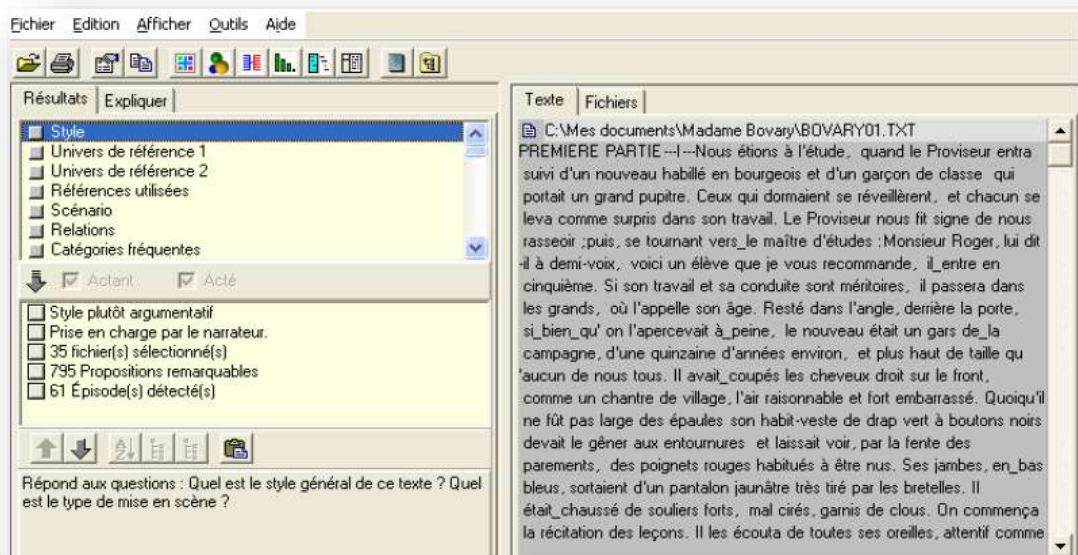 Fichier Edition Afficher Outils Aide
Résultats Expliquer
Style
Univers de référence 1
Univers de référence 2
Références utilisées
Scénario
Relations
Catégories fréquentes
Actant Acté
Style plutôt argumentatif
Prise en charge par le narrateur.
35 fichier(s) sélectionné(s)
795 Propositions remarquables
61 Épisode(s) détecté(s)
Répond aux questions : Quel est le style général de ce texte ? Quel
est le type de mise en scène ?
Texte Fichiers
C:\Mes documents\Madame Bovary\BOVARY01.TXT
PREMIERE PARTIE---I---Nous étions à l'étude, quand le Proviseur entra
suivi d'un nouveau habillé en bourgeois et d'un garçon de classe qui
portait un grand pupitre. Ceux qui dormaient se réveillèrent, et chacun se
leva comme surpris dans son travail. Le Proviseur nous fit signe de nous
rasseoir ;puis, se tournant vers_le maître d'études :Monsieur Roger, lui dit
-il à demi-voix, voici un élève que je vous recommande, il_entre en
cinquième. Si son travail et sa conduite sont méritoires, il passera dans
les grands, où l'appelle son âge. Resté dans l'angle, derrière la porte,
si_bien_qu' on l'apercevait à_peine, le nouveau était un gars de_la
campagne, d'une quinzaine d'années environ, et plus haut de taille qu
'aucun de nous tous. Il avait_coupés les cheveux droit sur le front,
comme un chantre de village, l'air raisonnable et fort embarrassé. Quoiqu'il
ne fût pas large des épaules son habit-veste de drap vert à boutons noirs
devait le gêner aux entournures et laissait voir, par la fente des
parements, des poignets rouges habitués à être nus. Ses jambes, en_bas
bleus, sortaient d'un pantalon jaunâtre très tiré par les bretelles. Il
était_chaussé de souliers forts, mal cirés, garnis de clous. On commença
la récitation des leçons. Il les écouta de toutes ses oreilles, attentif comme